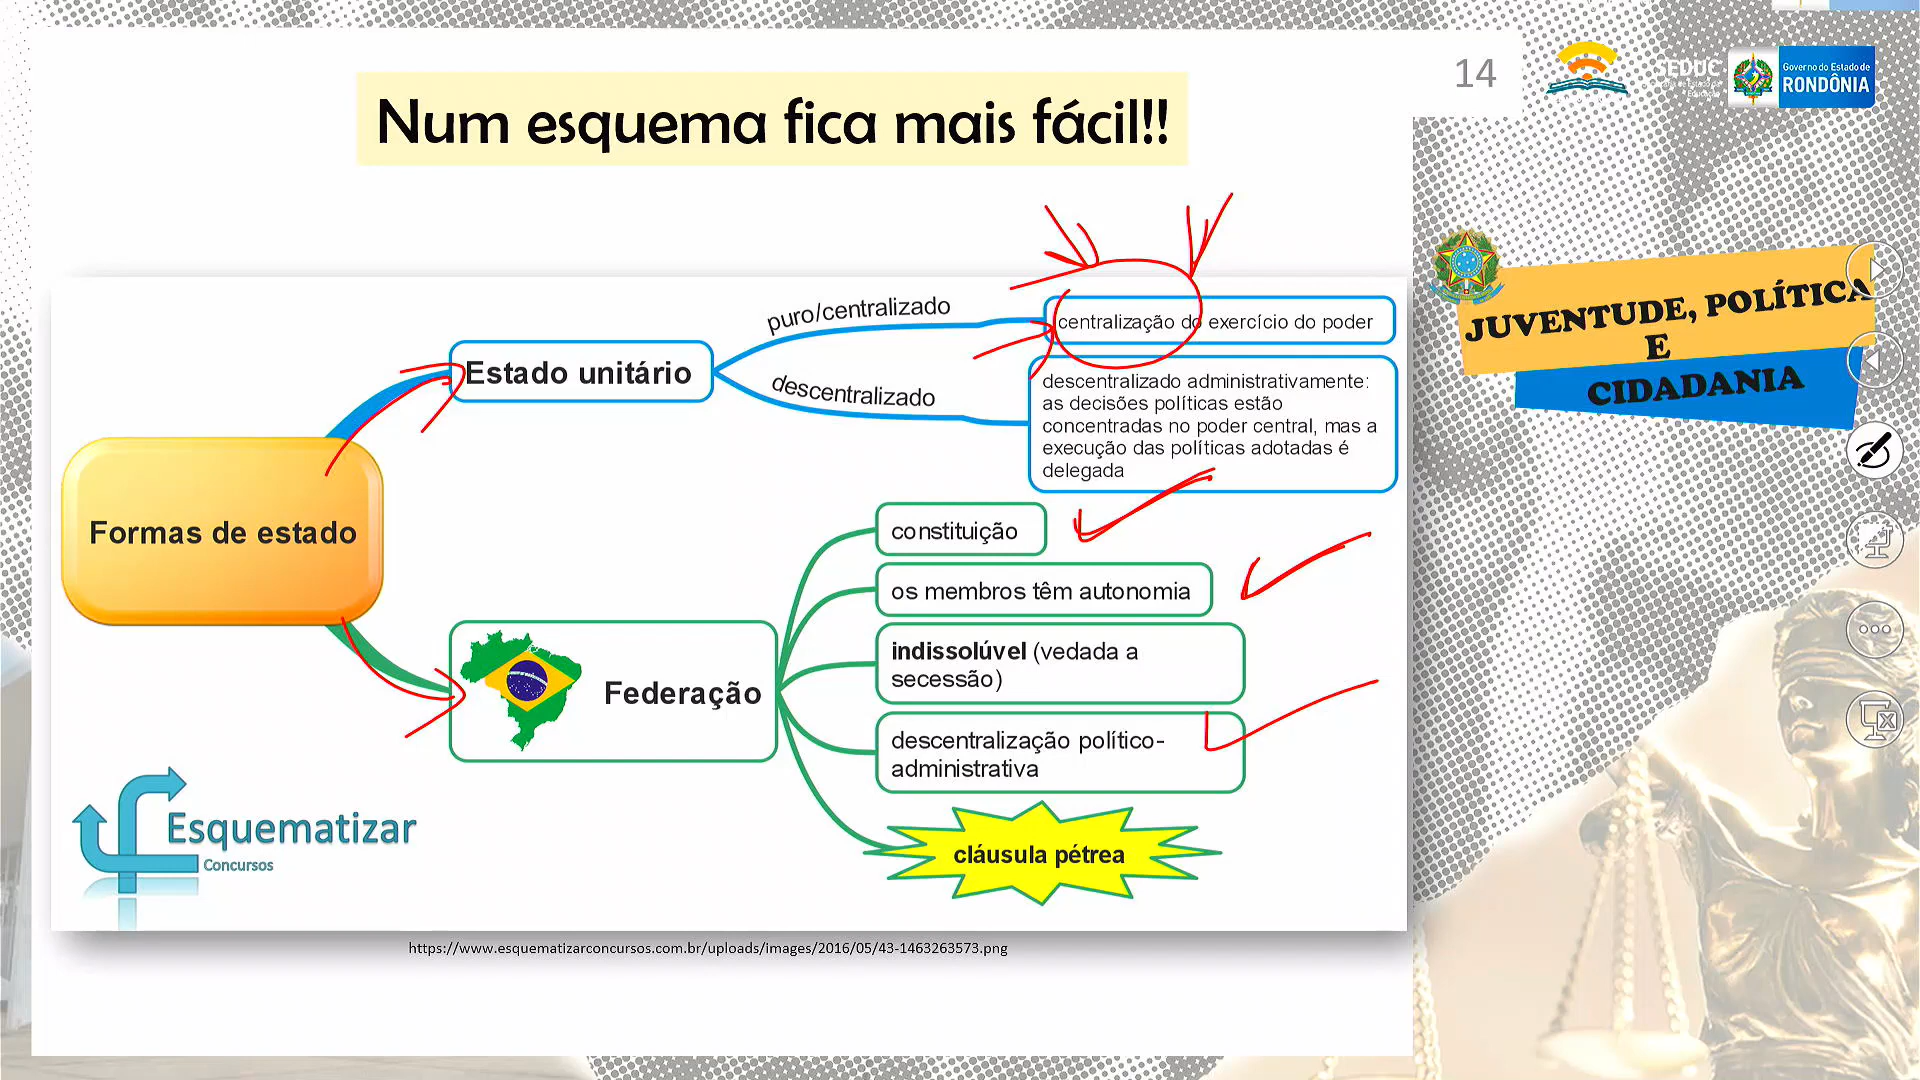 14
SEDUC
Governo do Estado de
RONDÔNIA
Num esquema fica mais fácil!!
JUVENTUDE, POLÍTICA
E
CIDADANIA
Formas de estado
Estado unitário
puro/centralizado
centralização do exercício do poder
descentralizado
descentralizado administrativamente:
as decisões políticas estão
concentradas no poder central, mas a
execução das políticas adotadas é
delegada
Federação
constituição
os membros têm autonomia
indissolúvel (vedada a
secessão)
descentralização político-
administrativa
cláusula pétrea
Esquematizar
Concursos
https://www.esquematizarconcursos.com.br/uploads/images/2016/05/43-1463263573.png